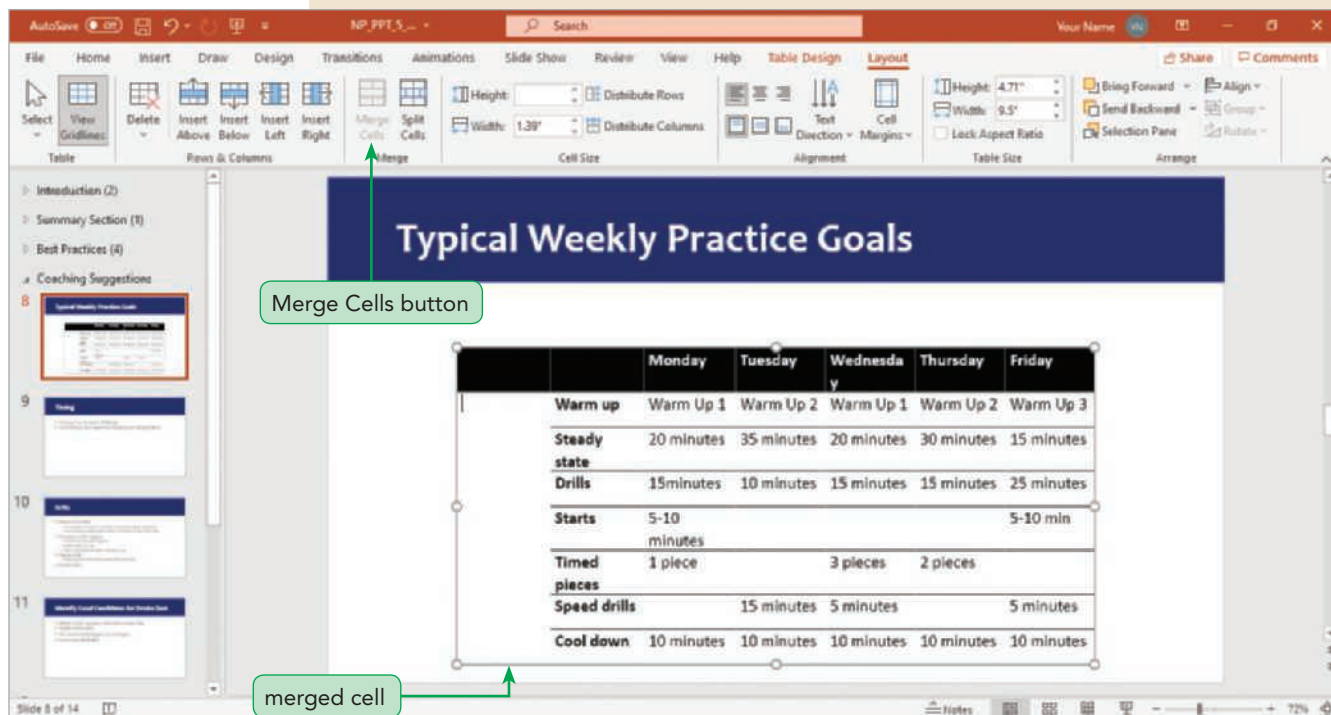 AutoSave Off NP_PPT_5_... Search Your Name YN
File Home Insert Draw Design Transitions Animations Slide Show Review View Help Table Design Layout Share Comments
Select View Gridlines Delete Insert Above Insert Below Insert Left Insert Right Merge Cells Split Cells Height: Distribute Rows Width: 1.39" Distribute Columns Text Direction Cell Margins Height: 4.71" Width: 9.5" Lock Aspect Ratio Bring Forward Send Backward Selection Pane Align Group Rotate
Table Rows & Columns Merge Cell Size Alignment Table Size Arrange
Introduction (2)
Summary Section (1)
Best Practices (4)
Coaching Suggestions
8 Typical Weekly Practice Goals
9 Timing
10 Drills
11
Typical Weekly Practice Goals
Merge Cells button
Monday Tuesday Wednesda Thursday Friday
y
Warm up Warm Up 1 Warm Up 2 Warm Up 1 Warm Up 2 Warm Up 3
Steady 20 minutes 35 minutes 20 minutes 30 minutes 15 minutes
state
Drills 15minutes 10 minutes 15 minutes 15 minutes 25 minutes
Starts 5-10 5-10 min
minutes
Timed 1 piece 3 pieces 2 pieces
pieces
Speed drills 15 minutes 5 minutes 5 minutes
Cool down 10 minutes 10 minutes 10 minutes 10 minutes 10 minutes
merged cell
Slide 8 of 14 Notes 72%